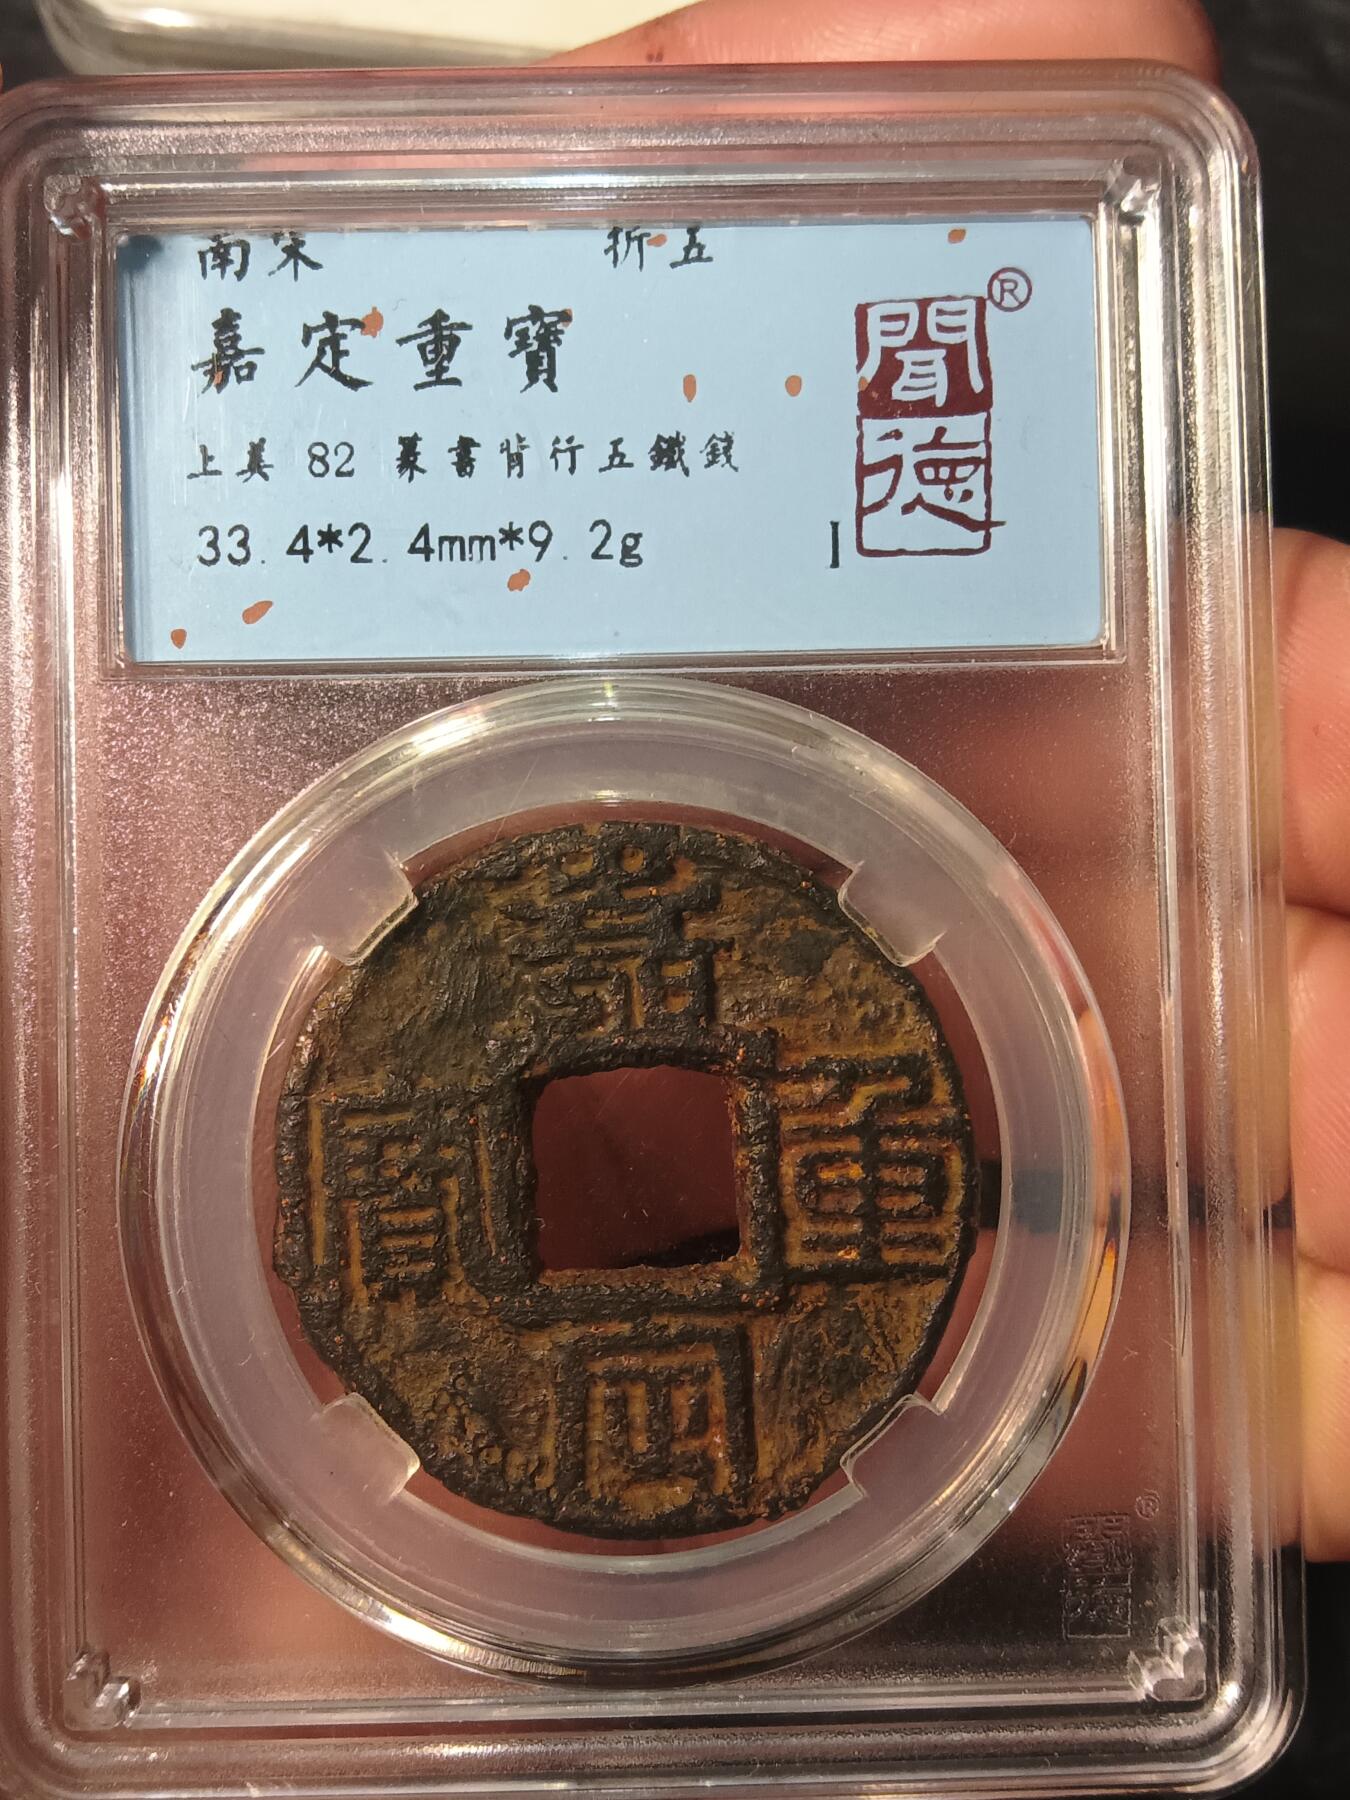 南宋 折五
嘉定重寶
上美 82 篆書背行五鐵錢
33.4*2.4mm*9.2g I
聞德®
嘉重
寶